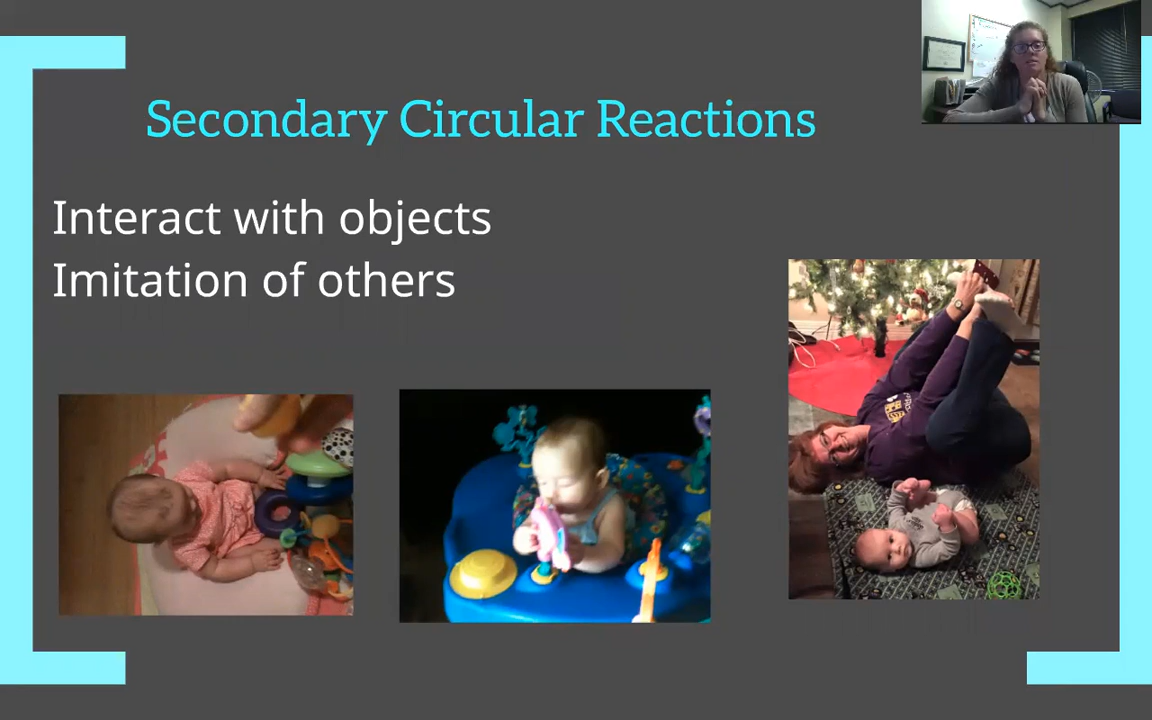 Secondary Circular Reactions
Interact with objects
Imitation of others